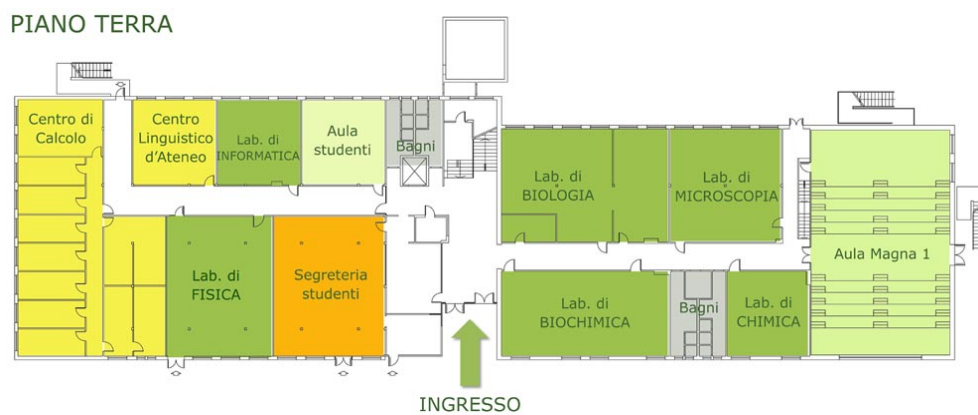 PIANO TERRA
Centro di
Calcolo
Centro
Linguistico
d'Ateneo
Lab. di
INFORMATICA
Aula
studenti
Bagni
Lab. di
BIOLOGIA
Lab. di
MICROSCOPIA
Aula Magna 1
Lab. di
FISICA
Segreteria
studenti
Lab. di
BIOCHIMICA
Bagni
Lab. di
CHIMICA
INGRESSO